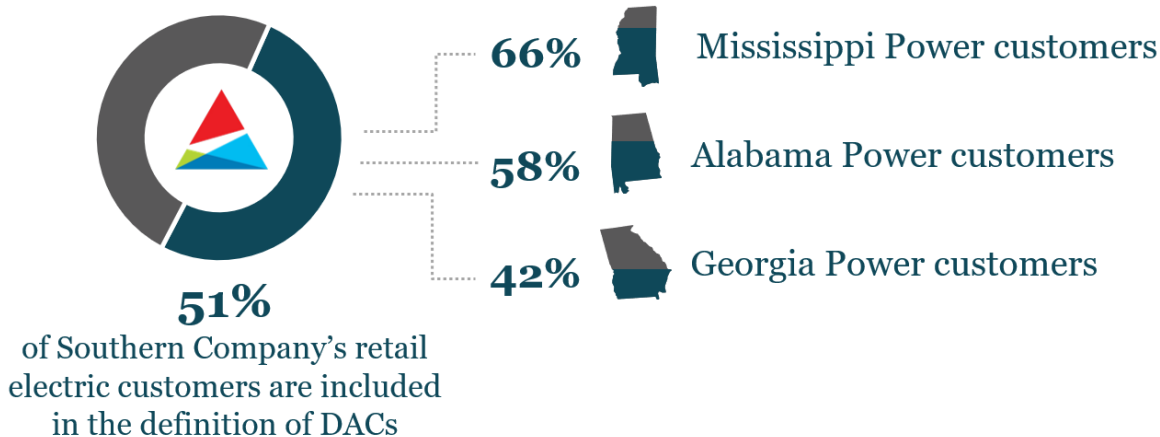 66%
Mississippi Power customers
58%
Alabama Power customers
42%
Georgia Power customers
51%
of Southern Company’s retail
electric customers are included
in the definition of DACs